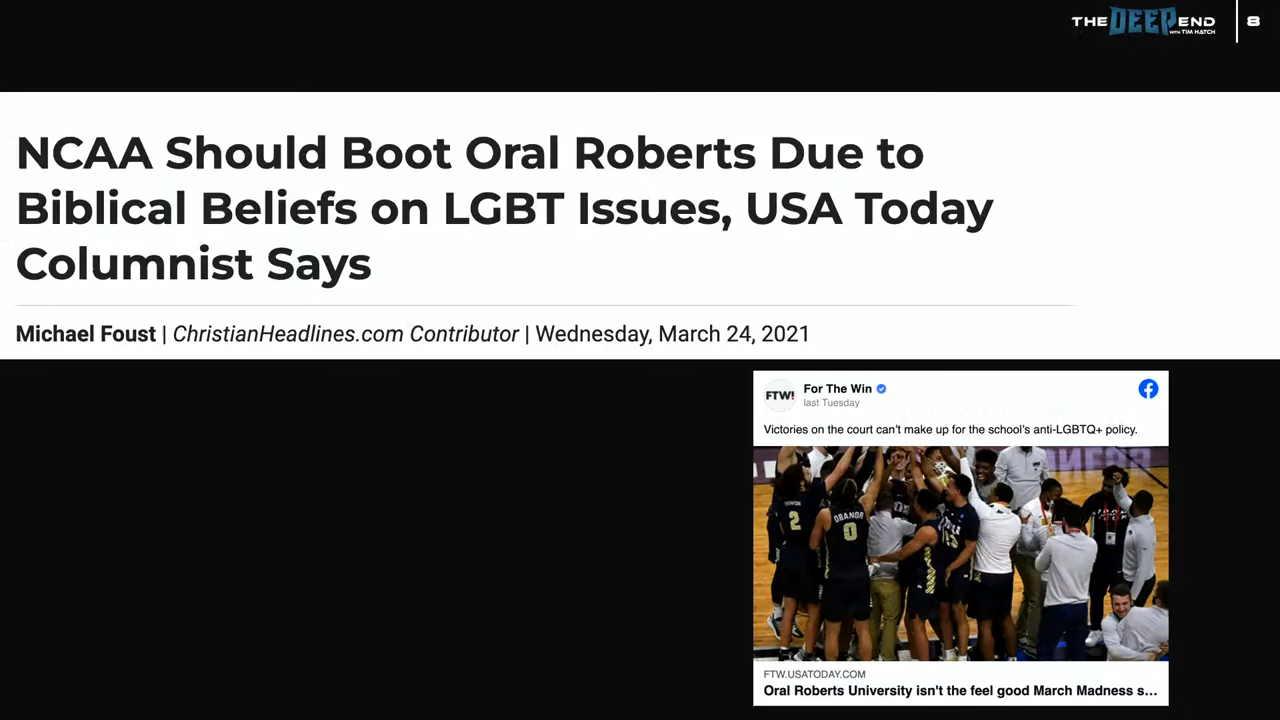 THE DEEP END
WITH TIM HATCH
8
NCAA Should Boot Oral Roberts Due to
Biblical Beliefs on LGBT Issues, USA Today
Columnist Says
Michael Foust | ChristianHeadlines.com Contributor | Wednesday, March 24, 2021
FTW!
For The Win
last Tuesday
Victories on the court can't make up for the school's anti-LGBTQ+ policy.
2
OBANOR
0
FTW.USATODAY.COM
Oral Roberts University isn't the feel good March Madness s...